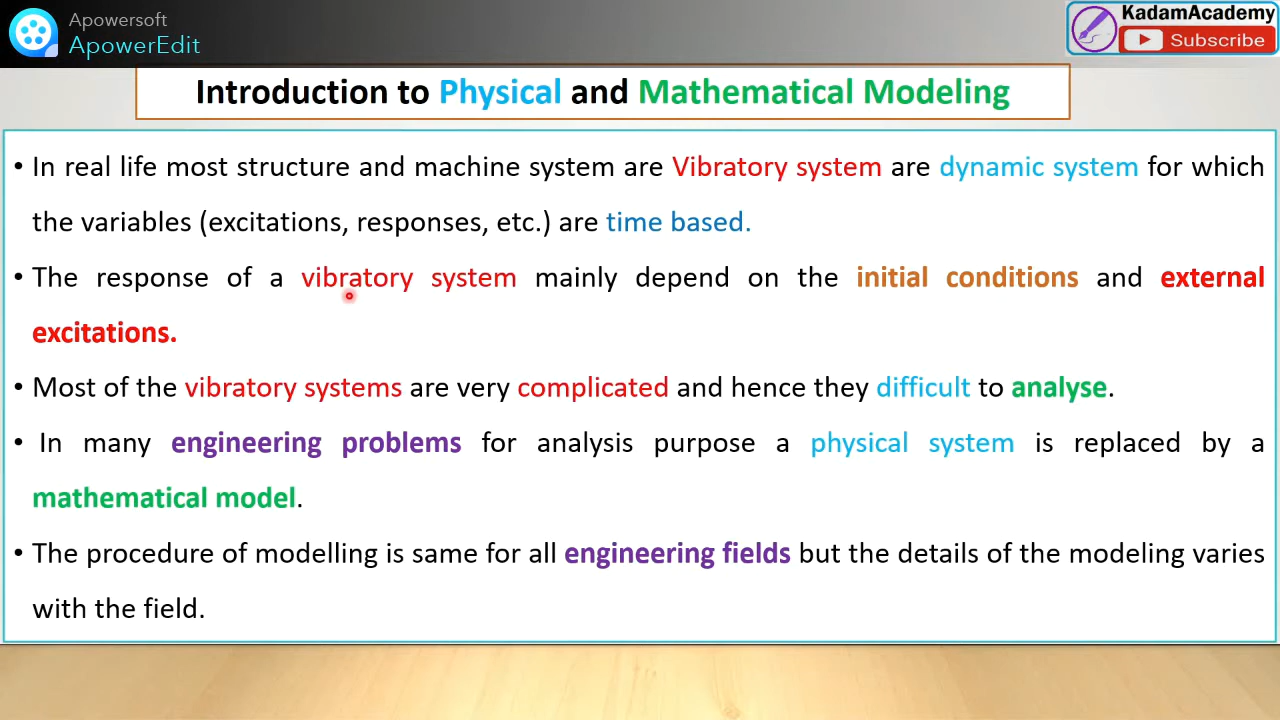 Apowersoft
ApowerEdit
KadamAcademy
Subscribe
Introduction to Physical and Mathematical Modeling
• In real life most structure and machine system are Vibratory system are dynamic system for which
the variables (excitations, responses, etc.) are time based.
• The response of a vibratory system mainly depend on the initial conditions and external
excitations.
• Most of the vibratory systems are very complicated and hence they difficult to analyse.
• In many engineering problems for analysis purpose a physical system is replaced by a
mathematical model.
• The procedure of modelling is same for all engineering fields but the details of the modeling varies
with the field.